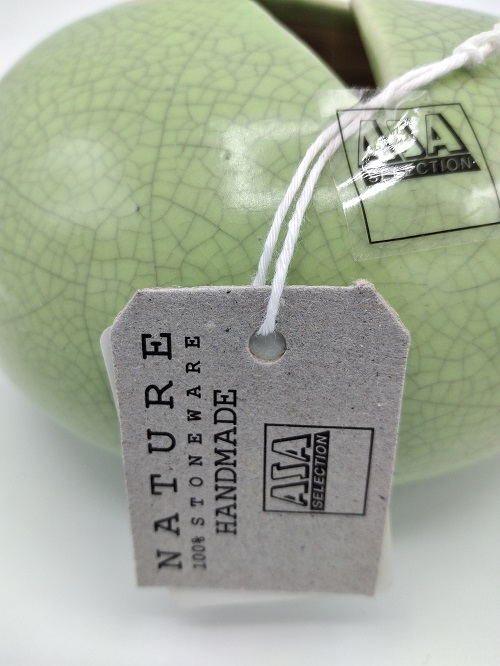 ASA
SELECTION
NATURE
100% STONEWARE
HANDMADE
ASA
SELECTION